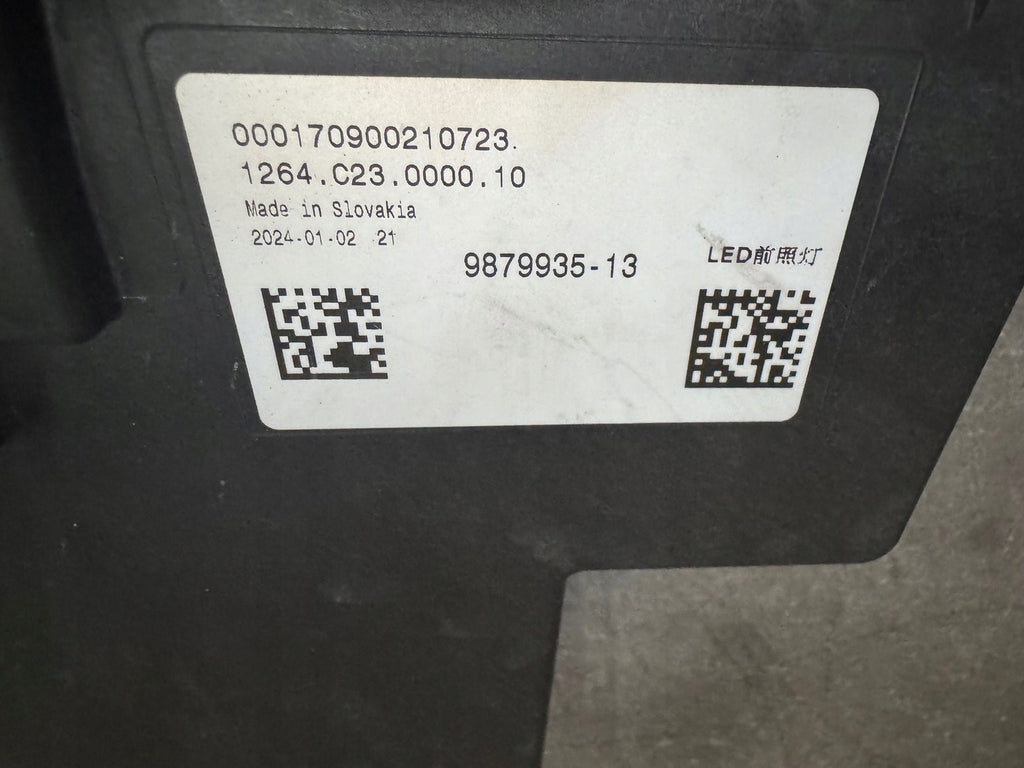 000170900210723.
1264.C23.0000.10
Made in Slovakia
2024-01-02 21
9879935-13
LED前照灯